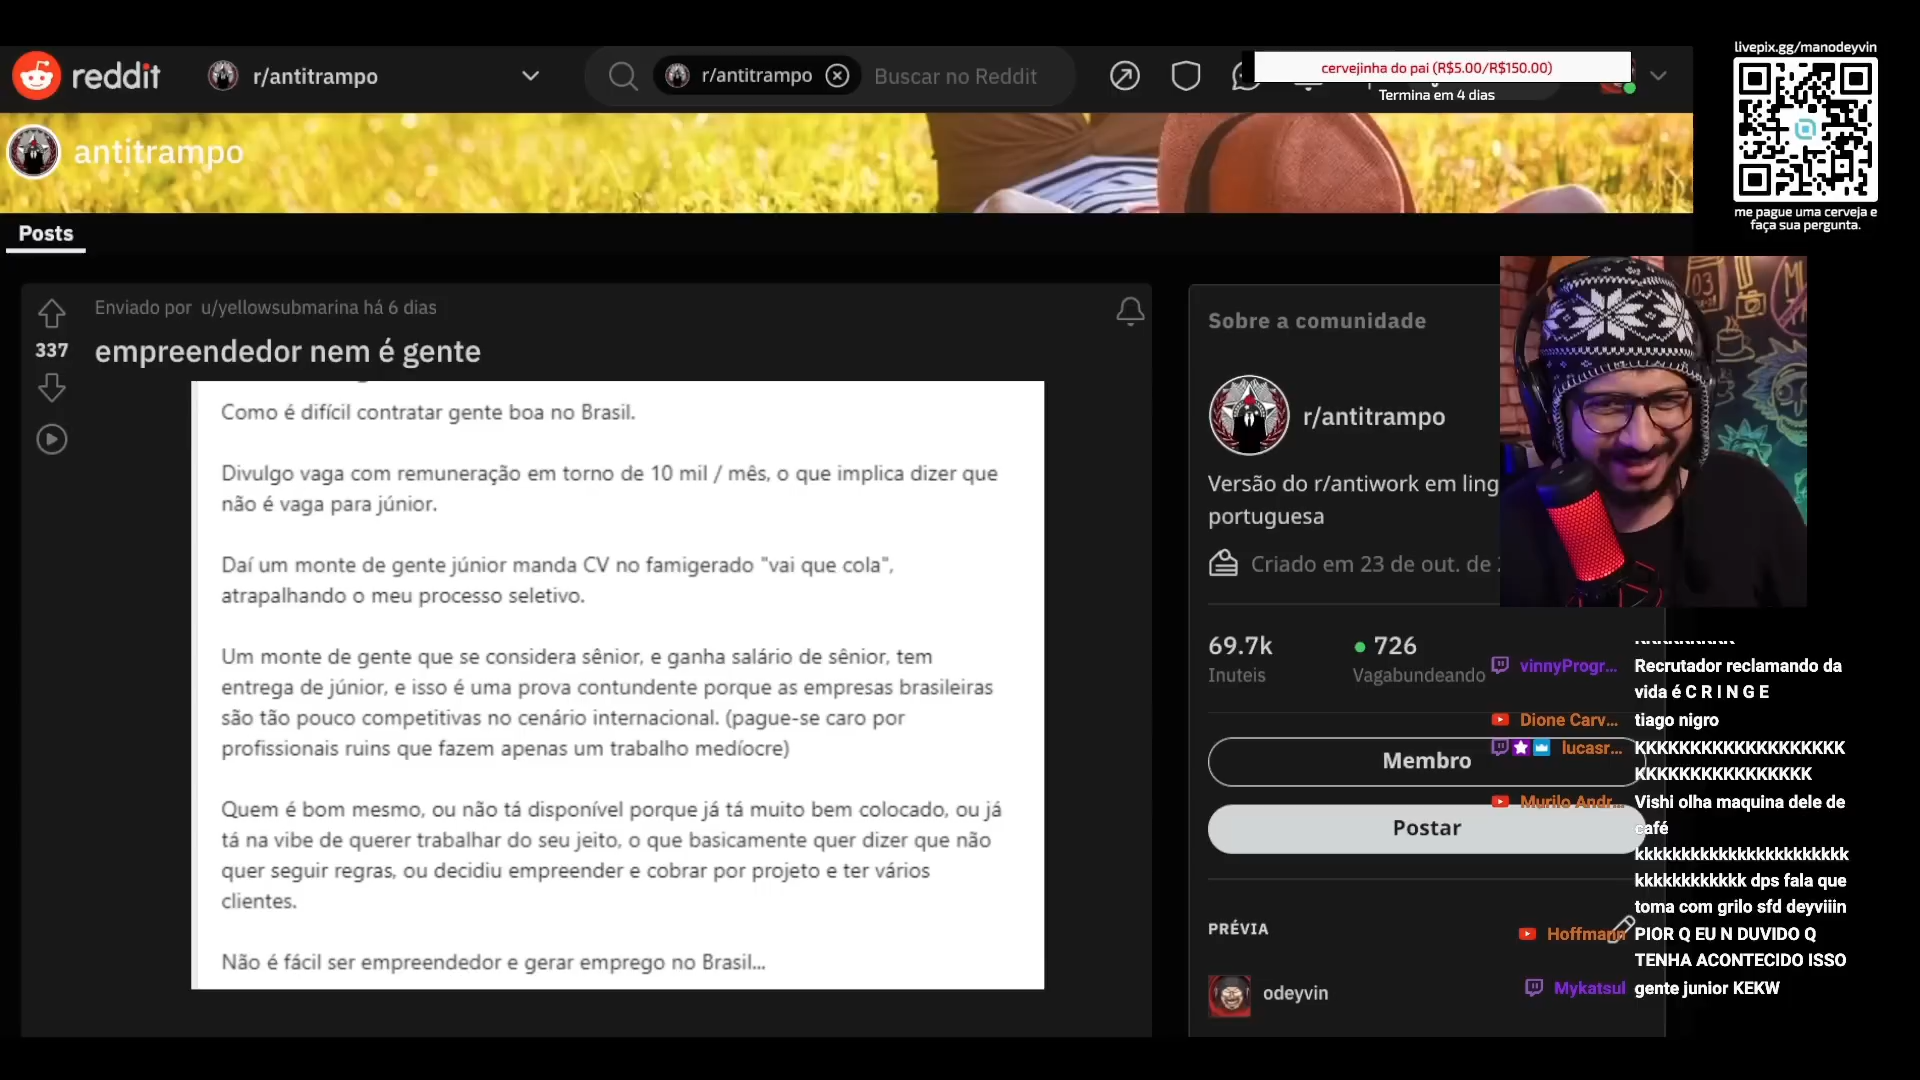 reddit
r/antitrampo
r/antitrampo
Buscar no Reddit
cervejinha do pai (R$5.00/R$150.00)
Termina em 4 dias
livepix.gg/manodeyvin
me pague uma cerveja e
faça sua pergunta.
antitrampo
Posts
Enviado por u/yellowsubmarina há 6 dias
337
empreendedor nem é gente
Como é difícil contratar gente boa no Brasil.
Divulgo vaga com remuneração em torno de 10 mil / mês, o que implica dizer que
não é vaga para júnior.
Daí um monte de gente júnior manda CV no famigerado "vai que cola",
atrapalhando o meu processo seletivo.
Um monte de gente que se considera sênior, e ganha salário de sênior, tem
entrega de júnior, e isso é uma prova contundente porque as empresas brasileiras
são tão pouco competitivas no cenário internacional. (pague-se caro por
profissionais ruins que fazem apenas um trabalho medíocre)
Quem é bom mesmo, ou não tá disponível porque já tá muito bem colocado, ou já
tá na vibe de querer trabalhar do seu jeito, o que basicamente quer dizer que não
quer seguir regras, ou decidiu empreender e cobrar por projeto e ter vários
clientes.
Não é fácil ser empreendedor e gerar emprego no Brasil...
Sobre a comunidade
r/antitrampo
Versão do r/antiwork em ling
portuguesa
Criado em 23 de out. de
69.7k
726
Inuteis
Vagabundeando
Membro
Postar
PRÉVIA
odeyvin
vinnyProgr... Recrutador reclamando da
vida é C R I N G E
Dione Carv... tiago nigro
lucasr... KKKKKKKKKKKKKKKKKKK
KKKKKKKKKKKKKKKK
Murilo Andr... Vishi olha maquina dele de
café
kkkkkkkkkkkkkkkkkkkkkkk
kkkkkkkkkkkk dps fala que
toma com grilo sfd deyviiin
Hoffmann PIOR Q EU N DUVIDO Q
TENHA ACONTECIDO ISSO
Mykatsul gente junior KEKW